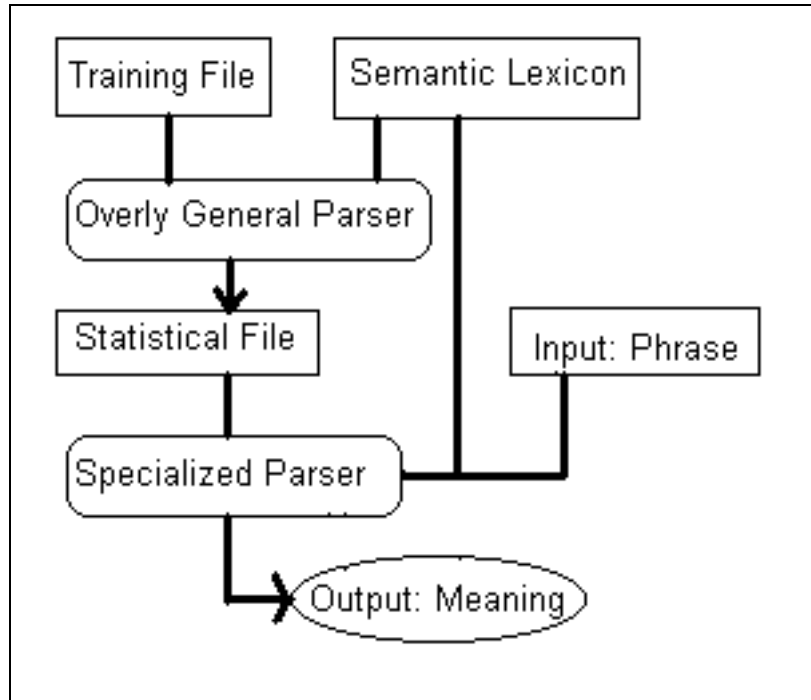 Training File
Semantic Lexicon
Overly General Parser
Statistical File
Input: Phrase
Specialized Parser
Output: Meaning